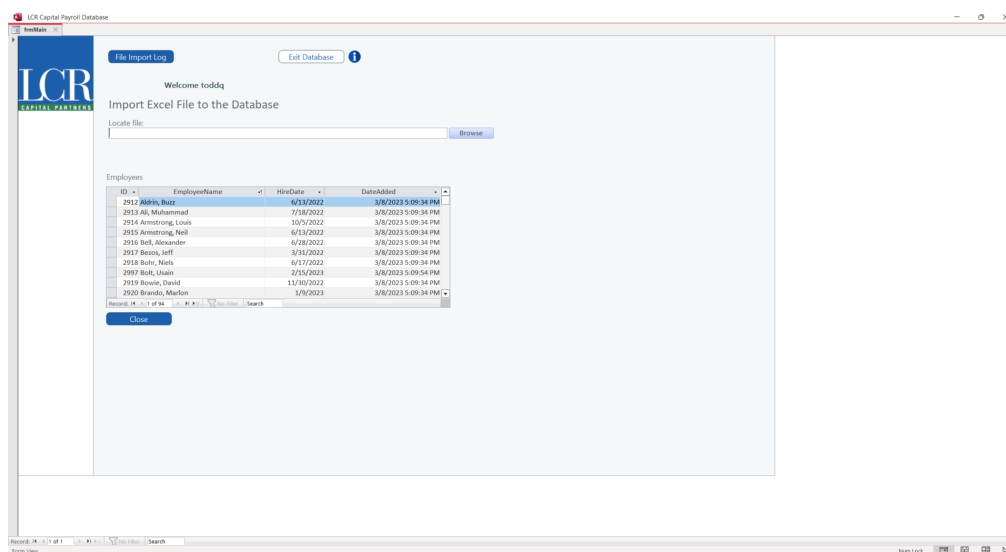 LCR Capital Payroll Database
frmMain
LCR
CAPITAL PARTNERS
File Import Log
Exit Database
Welcome toddq
Import Excel File to the Database
Locate file:
Browse
Employees
ID EmployeeName HireDate DateAdded
2912 Aldrin, Buzz 6/13/2022 3/8/2023 5:09:34 PM
2913 Ali, Muhammad 7/18/2022 3/8/2023 5:09:34 PM
2914 Armstrong, Louis 10/5/2022 3/8/2023 5:09:34 PM
2915 Armstrong, Neil 6/13/2022 3/8/2023 5:09:34 PM
2916 Bell, Alexander 6/28/2022 3/8/2023 5:09:34 PM
2917 Bezos, Jeff 3/31/2022 3/8/2023 5:09:34 PM
2918 Bohr, Niels 6/17/2022 3/8/2023 5:09:34 PM
2997 Bolt, Usain 2/15/2023 3/8/2023 5:09:54 PM
2919 Bowie, David 11/30/2022 3/8/2023 5:09:34 PM
2920 Brando, Marlon 1/9/2023 3/8/2023 5:09:34 PM
Record: 1 of 94 No Filter Search
Close
Record: 1 of 1 No Filter Search
Form View
Num Lock